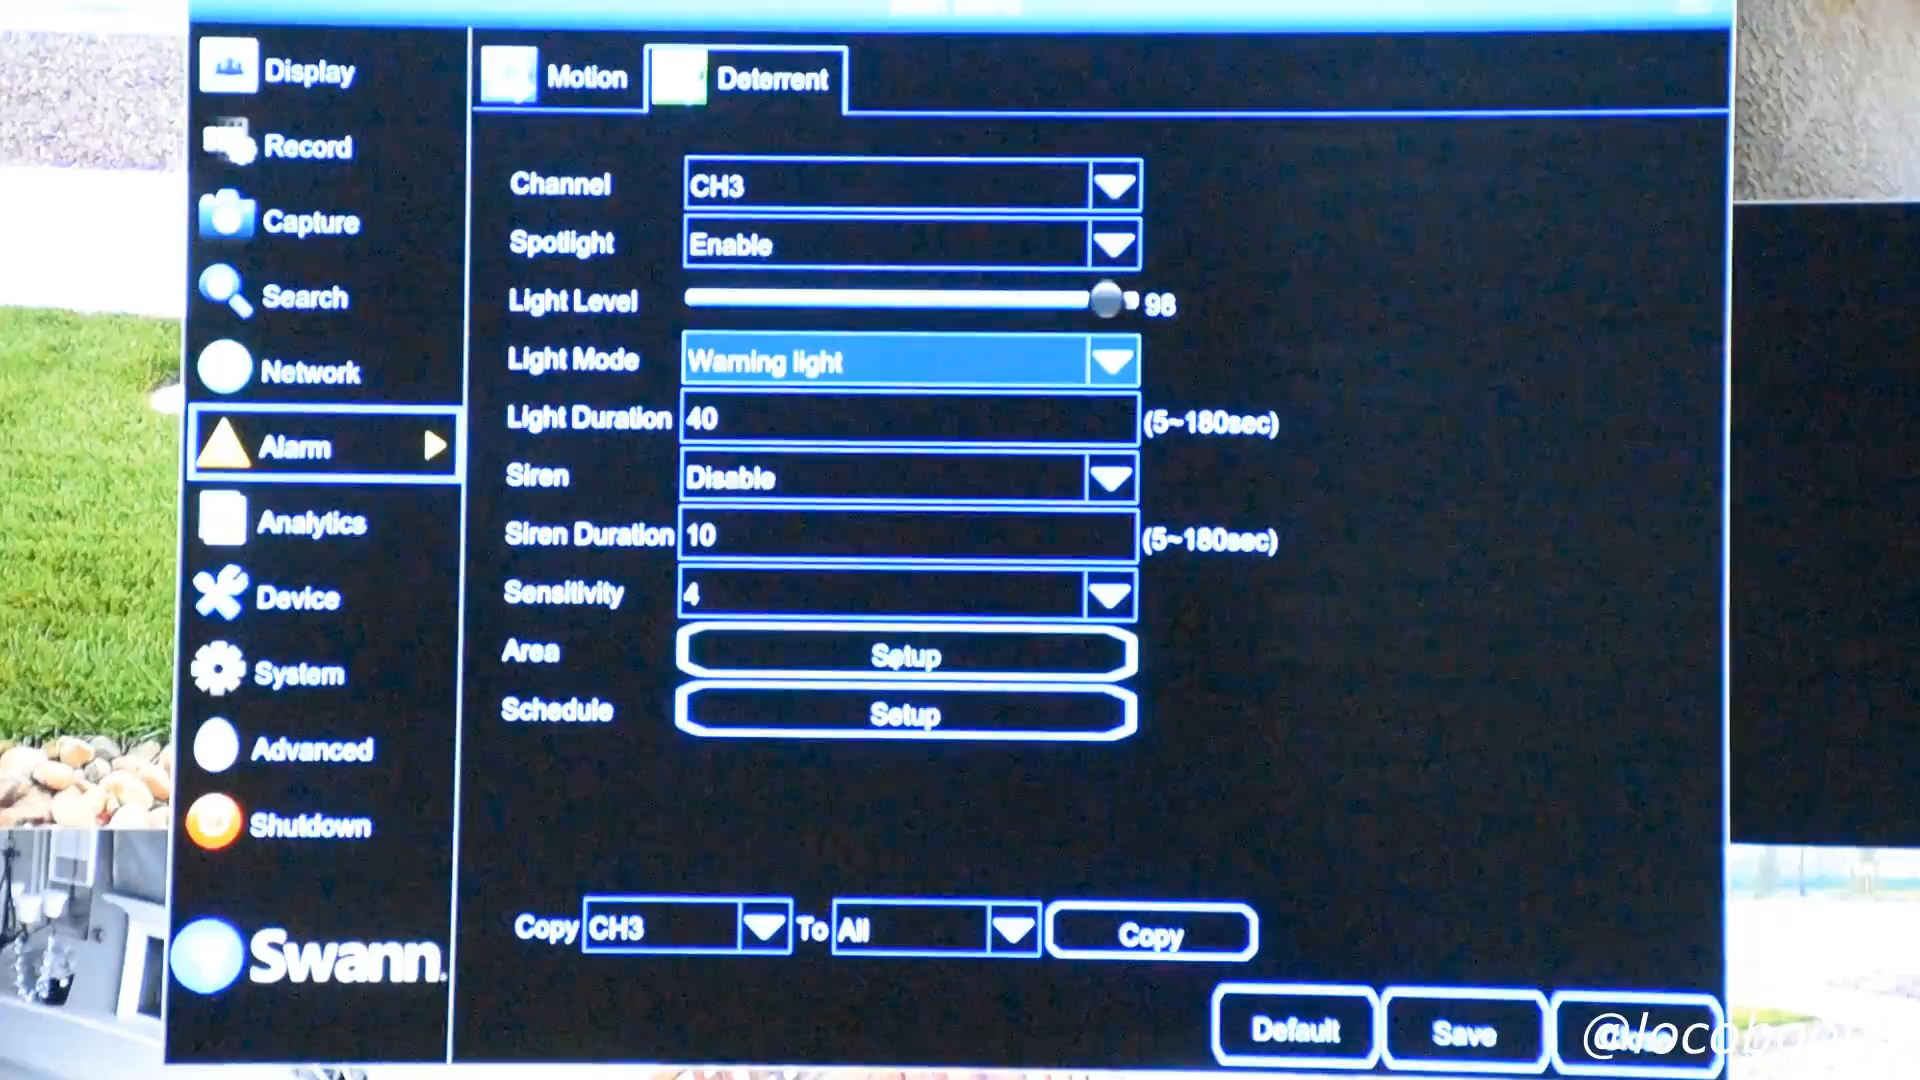 Display
Record
Capture
Search
Network
Alarm
Analytics
Device
System
Advanced
Shutdown
Swann
Motion
Deterrent
Channel CH3
Spotlight Enable
Light Level 98
Light Mode Warning light
Light Duration 40 (5~180sec)
Siren Disable
Siren Duration 10 (5~180sec)
Sensitivity 4
Area Setup
Schedule Setup
Copy CH3 To All Copy
Default Save